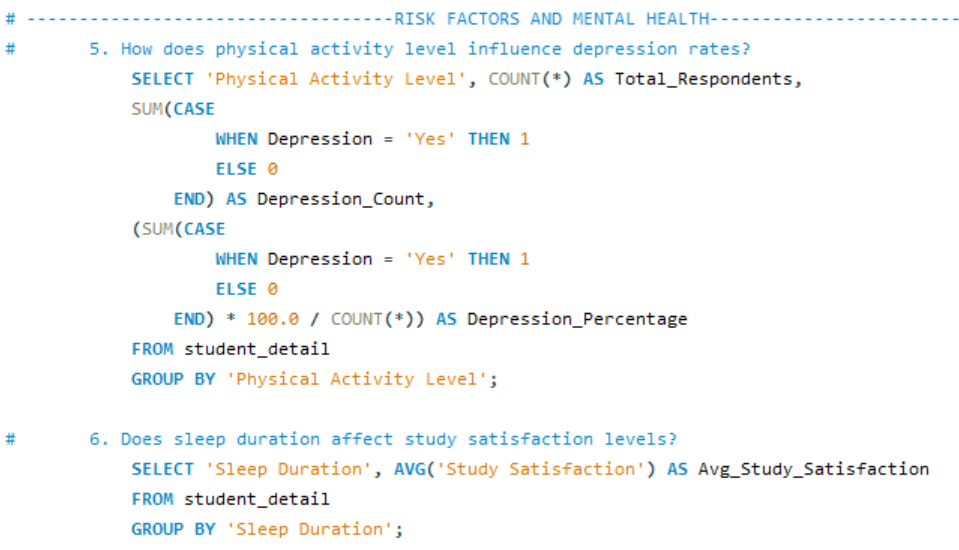 # -----------------------------------RISK FACTORS AND MENTAL HEALTH------------------------
# 5. How does physical activity level influence depression rates?
SELECT 'Physical Activity Level', COUNT(*) AS Total_Respondents,
SUM(CASE
WHEN Depression = 'Yes' THEN 1
ELSE 0
END) AS Depression_Count,
(SUM(CASE
WHEN Depression = 'Yes' THEN 1
ELSE 0
END) * 100.0 / COUNT(*)) AS Depression_Percentage
FROM student_detail
GROUP BY 'Physical Activity Level';
# 6. Does sleep duration affect study satisfaction levels?
SELECT 'Sleep Duration', AVG('Study Satisfaction') AS Avg_Study_Satisfaction
FROM student_detail
GROUP BY 'Sleep Duration';